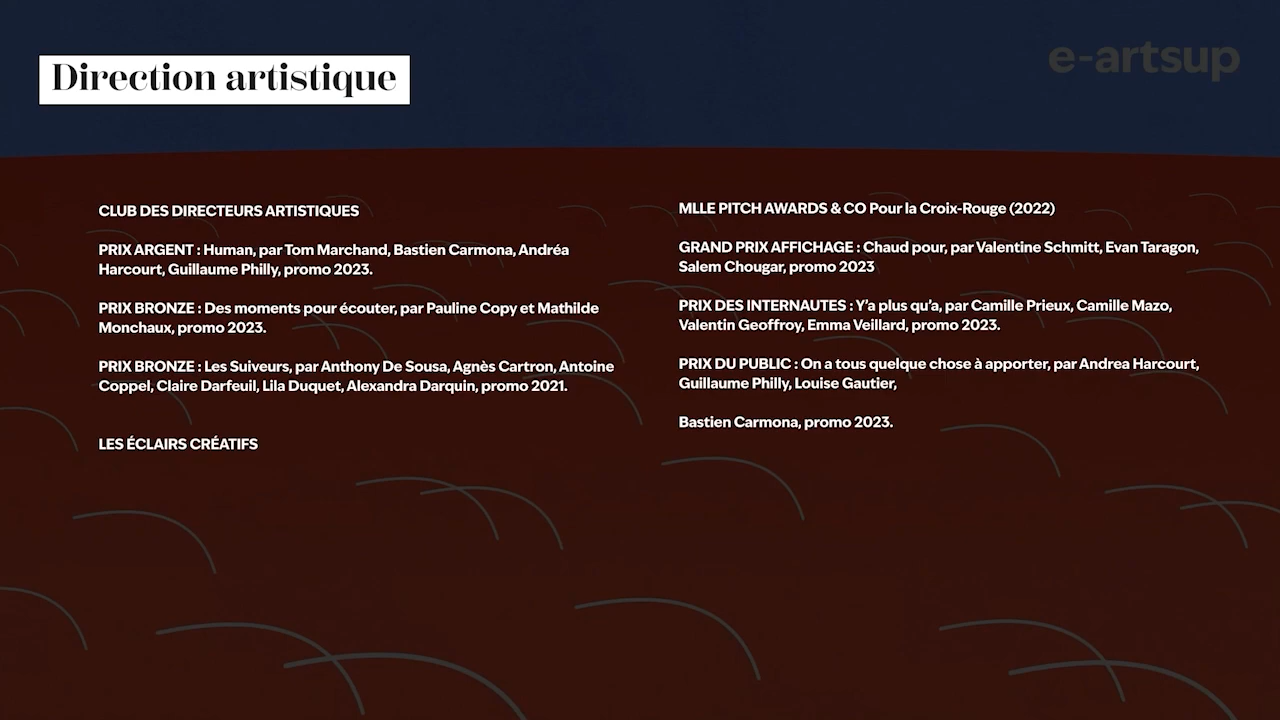 Direction artistique
e-artsup
CLUB DES DIRECTEURS ARTISTIQUES
PRIX ARGENT : Human, par Tom Marchand, Bastien Carmona, Andréa
Harcourt, Guillaume Philly, promo 2023.
PRIX BRONZE : Des moments pour écouter, par Pauline Copy et Mathilde
Monchaux, promo 2023.
PRIX BRONZE : Les Suiveurs, par Anthony De Sousa, Agnès Cartron, Antoine
Coppel, Claire Darfeuil, Lila Duquet, Alexandra Darquin, promo 2021.
LES ÉCLAIRS CRÉATIFS
MLLE PITCH AWARDS & CO Pour la Croix-Rouge (2022)
GRAND PRIX AFFICHAGE : Chaud pour, par Valentine Schmitt, Evan Taragon,
Salem Chougar, promo 2023
PRIX DES INTERNAUTES : Y’a plus qu’a, par Camille Prieux, Camille Mazo,
Valentin Geoffroy, Emma Veillard, promo 2023.
PRIX DU PUBLIC : On a tous quelque chose à apporter, par Andrea Harcourt,
Guillaume Philly, Louise Gautier,
Bastien Carmona, promo 2023.